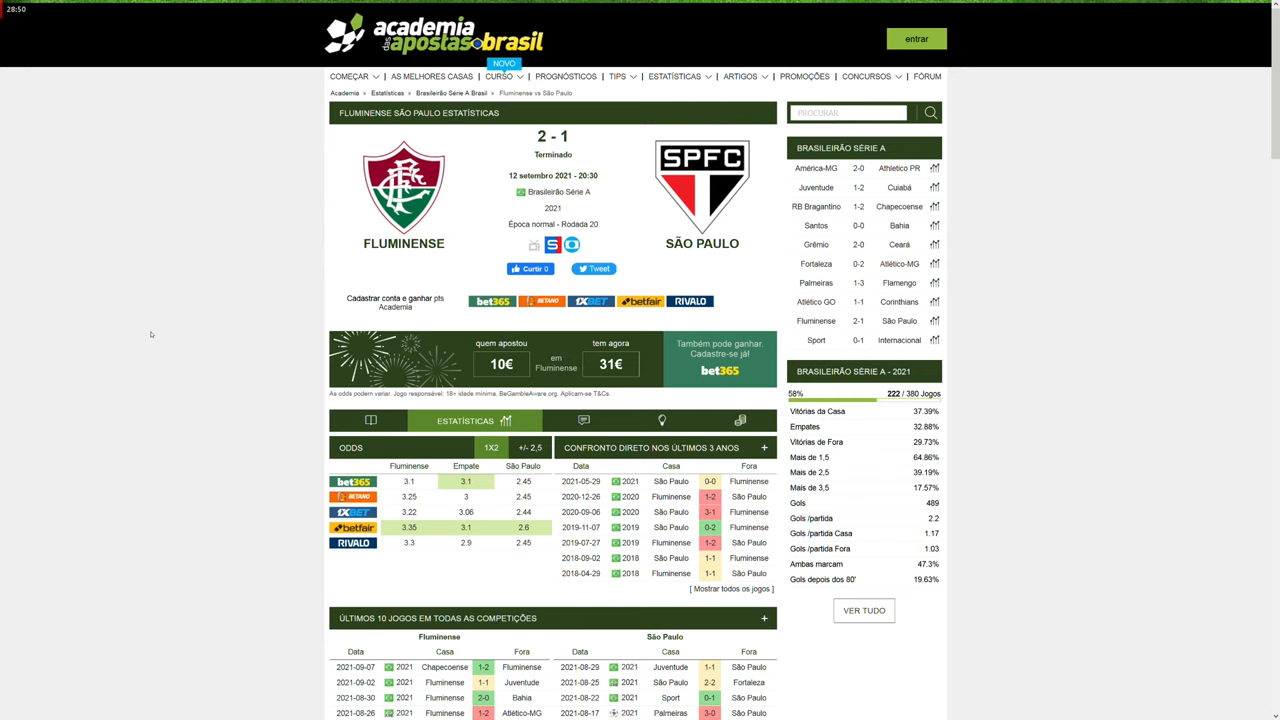 28:50
academia
das apostas brasil
entrar
NOVO
COMEÇAR | AS MELHORES CASAS | CURSO | PROGNÓSTICOS | TIPS | ESTATÍSTICAS | ARTIGOS | PROMOÇÕES | CONCURSOS | FÓRUM
Academia » Estatísticas » Brasileirão Série A Brasil » Fluminense vs São Paulo
FLUMINENSE SÃO PAULO ESTATÍSTICAS
2 - 1
Terminado
12 setembro 2021 - 20:30
Brasileirão Série A
2021
Época normal - Rodada 20
SPFC
FLUMINENSE
SÃO PAULO
S
Curtir 0
Tweet
Cadastrar conta e ganhar pts
Academia
bet365 BETANO 1XBET betfair RIVALO
quem apostou
10€
em
Fluminense
tem agora
31€
Também pode ganhar.
Cadastre-se já!
bet365
As odds podem variar. Jogo responsável: 18+ idade mínima, BeGambleAware.org. Aplicam-se T&Cs.
ESTATÍSTICAS
ODDS 1X2 +/- 2,5
Fluminense Empate São Paulo
bet365 3.1 3.1 2.45
BETANO 3.25 3 2.45
1XBET 3.22 3.06 2.44
betfair 3.35 3.1 2.6
RIVALO 3.3 2.9 2.45
CONFRONTO DIRETO NOS ÚLTIMOS 3 ANOS +
Data Casa Fora
2021-05-29 2021 São Paulo 0-0 Fluminense
2020-12-26 2020 Fluminense 1-2 São Paulo
2020-09-06 2020 São Paulo 3-1 Fluminense
2019-11-07 2019 São Paulo 0-2 Fluminense
2019-07-27 2019 Fluminense 1-2 São Paulo
2018-09-02 2018 São Paulo 1-1 Fluminense
2018-04-29 2018 Fluminense 1-1 São Paulo
[ Mostrar todos os jogos ]
ÚLTIMOS 10 JOGOS EM TODAS AS COMPETIÇÕES +
Fluminense
Data Casa Fora
2021-09-07 2021 Chapecoense 1-2 Fluminense
2021-09-02 2021 Fluminense 1-1 Juventude
2021-08-30 2021 Fluminense 2-0 Bahia
2021-08-26 2021 Fluminense 1-2 Atlético-MG
São Paulo
Data Casa Fora
2021-08-29 2021 Juventude 1-1 São Paulo
2021-08-25 2021 São Paulo 2-2 Fortaleza
2021-08-22 2021 Sport 0-1 São Paulo
2021-08-17 2021 Palmeiras 3-0 São Paulo
PROCURAR
BRASILEIRÃO SÉRIE A
América-MG 2-0 Athletico PR
Juventude 1-2 Cuiabá
RB Bragantino 1-2 Chapecoense
Santos 0-0 Bahia
Grêmio 2-0 Ceará
Fortaleza 0-2 Atlético-MG
Palmeiras 1-3 Flamengo
Atlético GO 1-1 Corinthians
Fluminense 2-1 São Paulo
Sport 0-1 Internacional
BRASILEIRÃO SÉRIE A - 2021
58% 222 / 380 Jogos
Vitórias da Casa 37.39%
Empates 32.88%
Vitórias de Fora 29.73%
Mais de 1,5 64.86%
Mais de 2,5 39.19%
Mais de 3,5 17.57%
Gols 489
Gols /partida 2.2
Gols /partida Casa 1.17
Gols /partida Fora 1.03
Ambas marcam 47.3%
Gols depois dos 80' 19.63%
VER TUDO